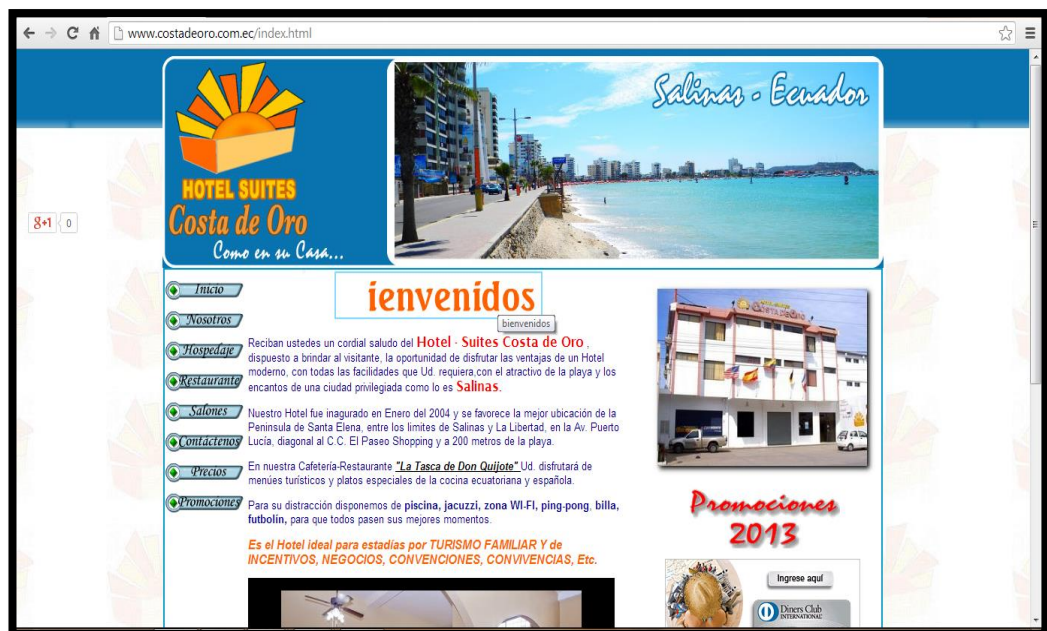 www.costadeoro.com.ec/index.html
Salinas - Ecuador
HOTEL SUITES
Costa de Oro
Como en su Casa...
8+1 0
Inicio
Nosotros
Hospedaje
Restaurante
Salones
Contáctenos
Precios
Promociones
ienvenidos
bienvenidos
Reciban ustedes un cordial saludo del Hotel - Suites Costa de Oro ,
dispuesto a brindar al visitante, la oportunidad de disfrutar las ventajas de un Hotel
moderno, con todas las facilidades que Ud. requiera,con el atractivo de la playa y los
encantos de una ciudad privilegiada como lo es Salinas.
Nuestro Hotel fue inagurado en Enero del 2004 y se favorece la mejor ubicación de la
Peninsula de Santa Elena, entre los limites de Salinas y La Libertad, en la Av. Puerto
Lucía, diagonal al C.C. El Paseo Shopping y a 200 metros de la playa.
En nuestra Cafetería-Restaurante "La Tasca de Don Quijote" Ud. disfrutará de
menúes turísticos y platos especiales de la cocina ecuatoriana y española.
Para su distracción disponemos de piscina, jacuzzi, zona WI-FI, ping-pong, billa,
futbolín, para que todos pasen sus mejores momentos.
Es el Hotel ideal para estadías por TURISMO FAMILIAR Y de
INCENTIVOS, NEGOCIOS, CONVENCIONES, CONVIVENCIAS, Etc.
COSTA DE ORO
Promociones
2013
Ingrese aquí
Diners Club
INTERNATIONAL